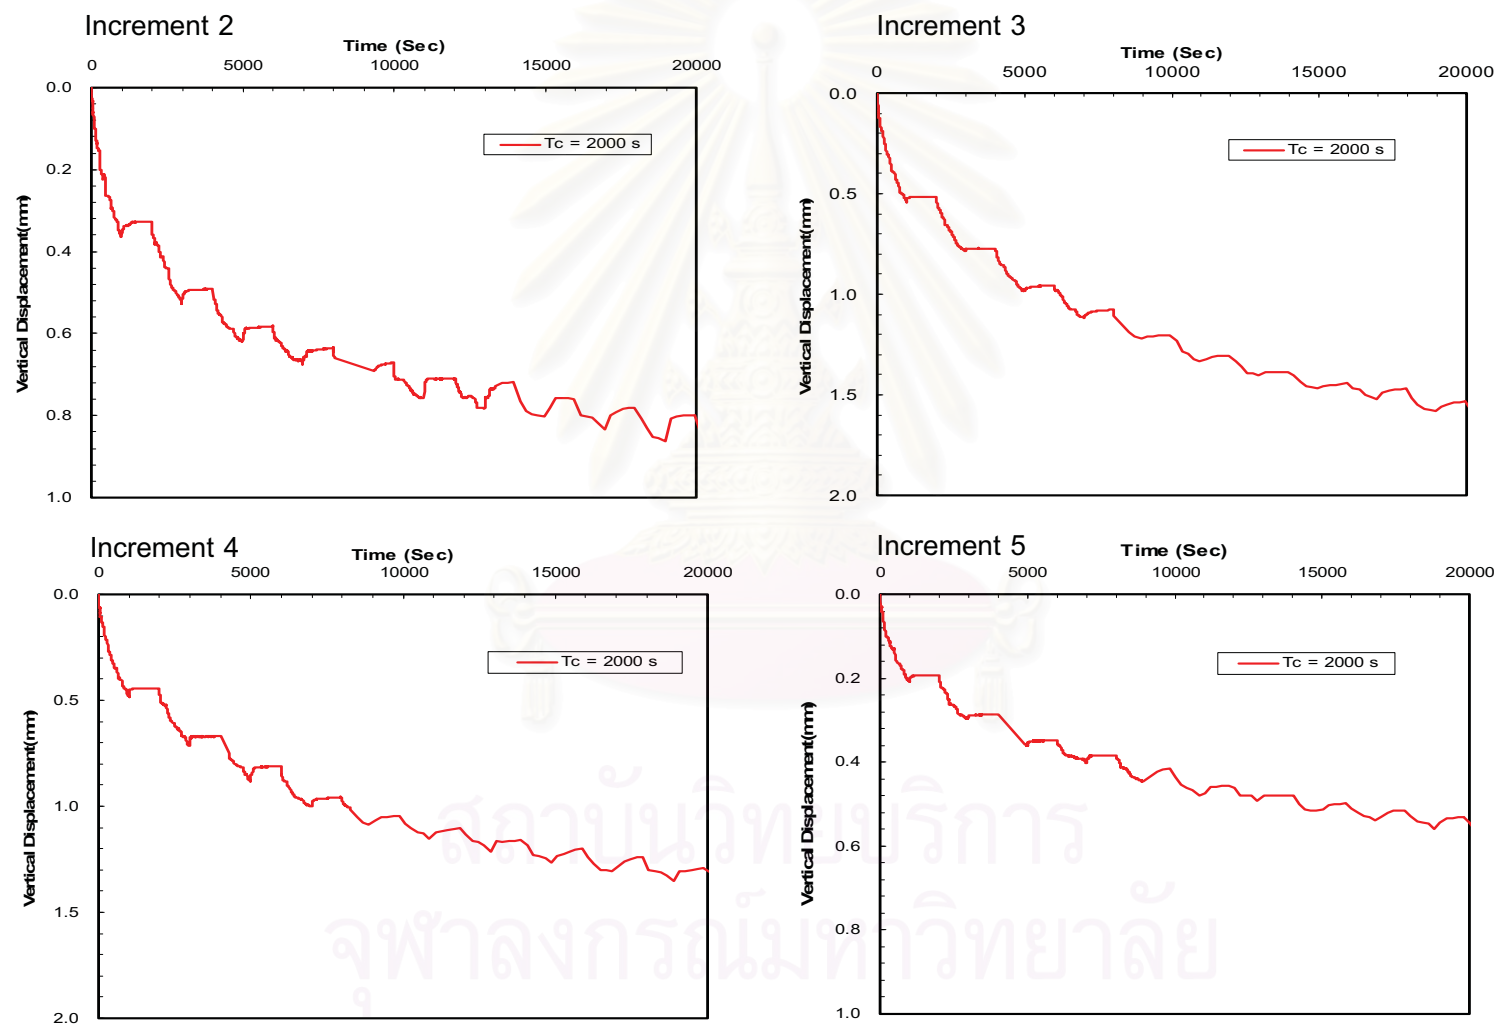 Increment 2
Time (Sec)
0 5000 10000 15000 20000
0.0
0.2
0.4
0.6
0.8
1.0
Vertical Displacement(mm)
Tc = 2000 s
Increment 3
Time (Sec)
0 5000 10000 15000 20000
0.0
0.5
1.0
1.5
2.0
Vertical Displacement(mm)
Tc = 2000 s
Increment 4
Time (Sec)
0 5000 10000 15000 20000
0.0
0.5
1.0
1.5
2.0
Vertical Displacement(mm)
Tc = 2000 s
Increment 5
Time (Sec)
0 5000 10000 15000 20000
0.0
0.2
0.4
0.6
0.8
1.0
Vertical Displacement(mm)
Tc = 2000 s
สถาบันวิทยบริการ
จุฬาลงกรณ์มหาวิทยาลัย